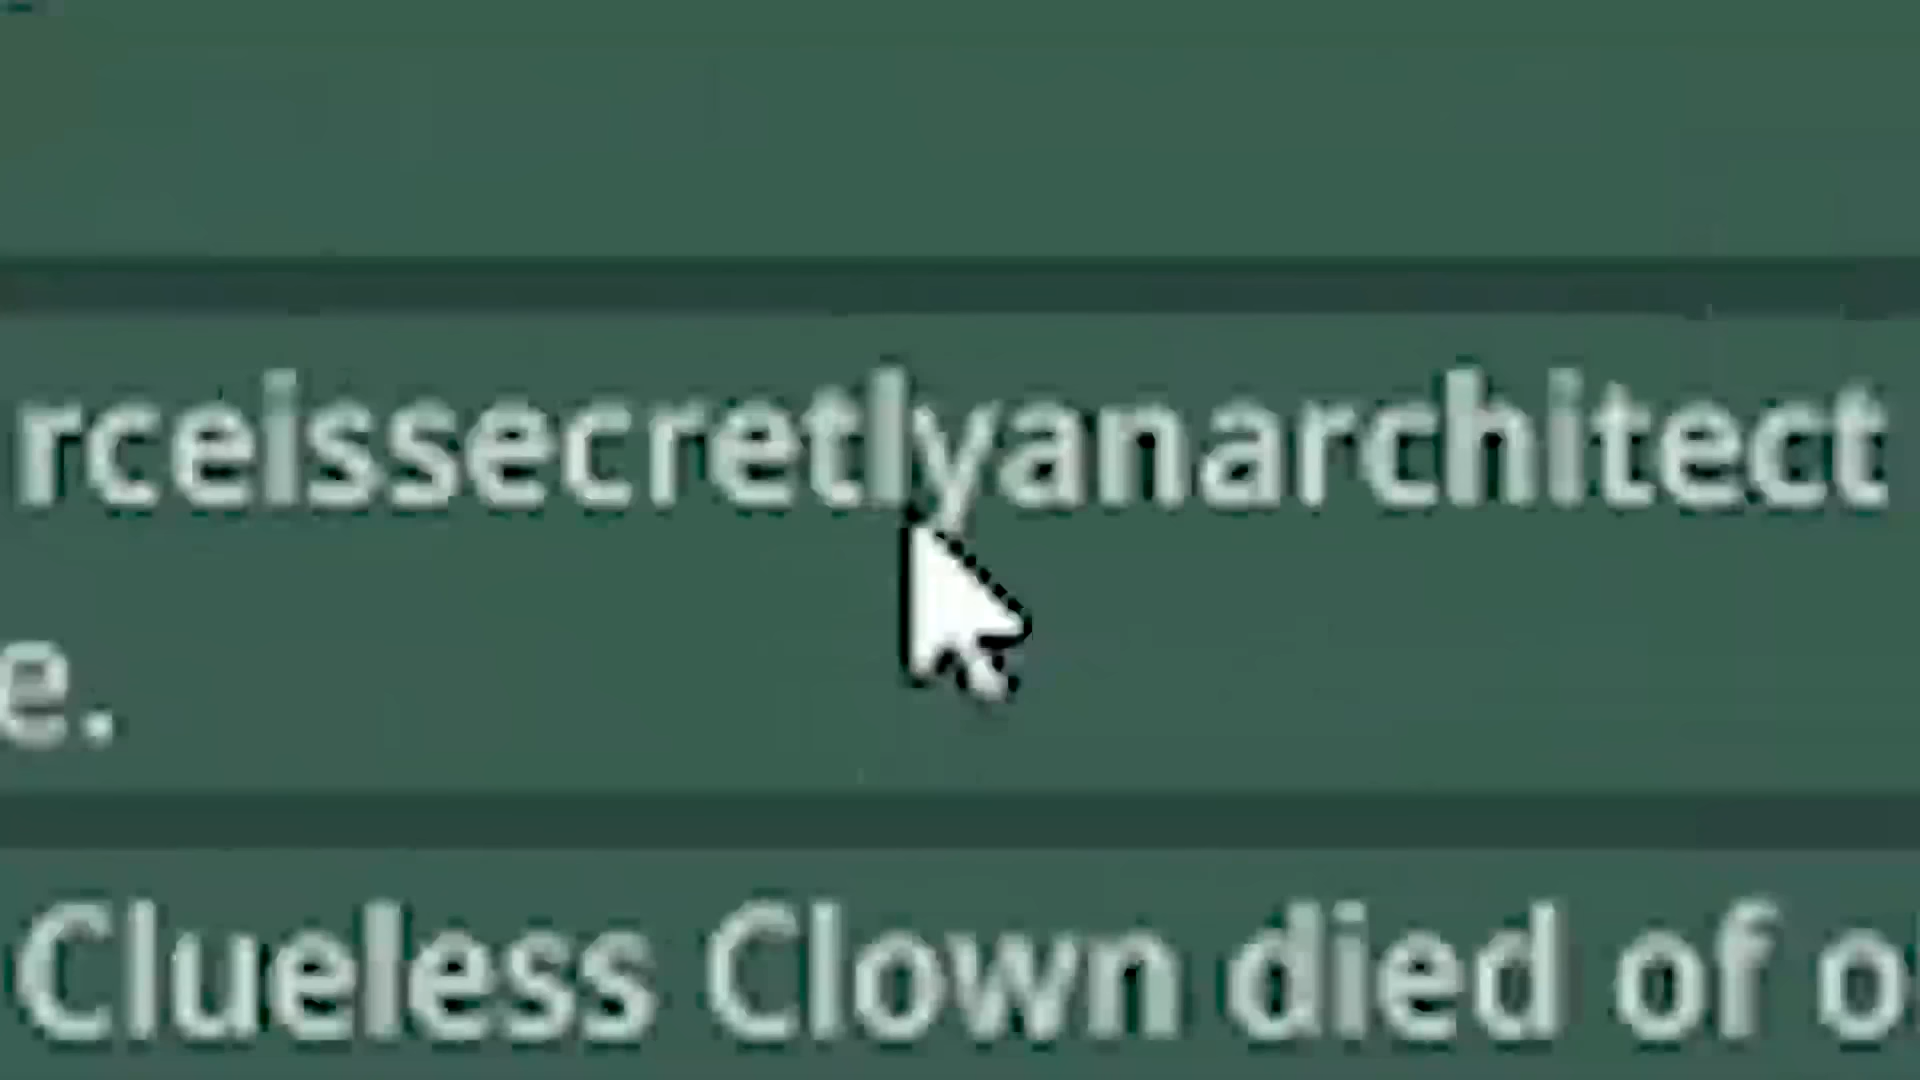 rceissecretlyanarchitect
e.
Clueless Clown died of o